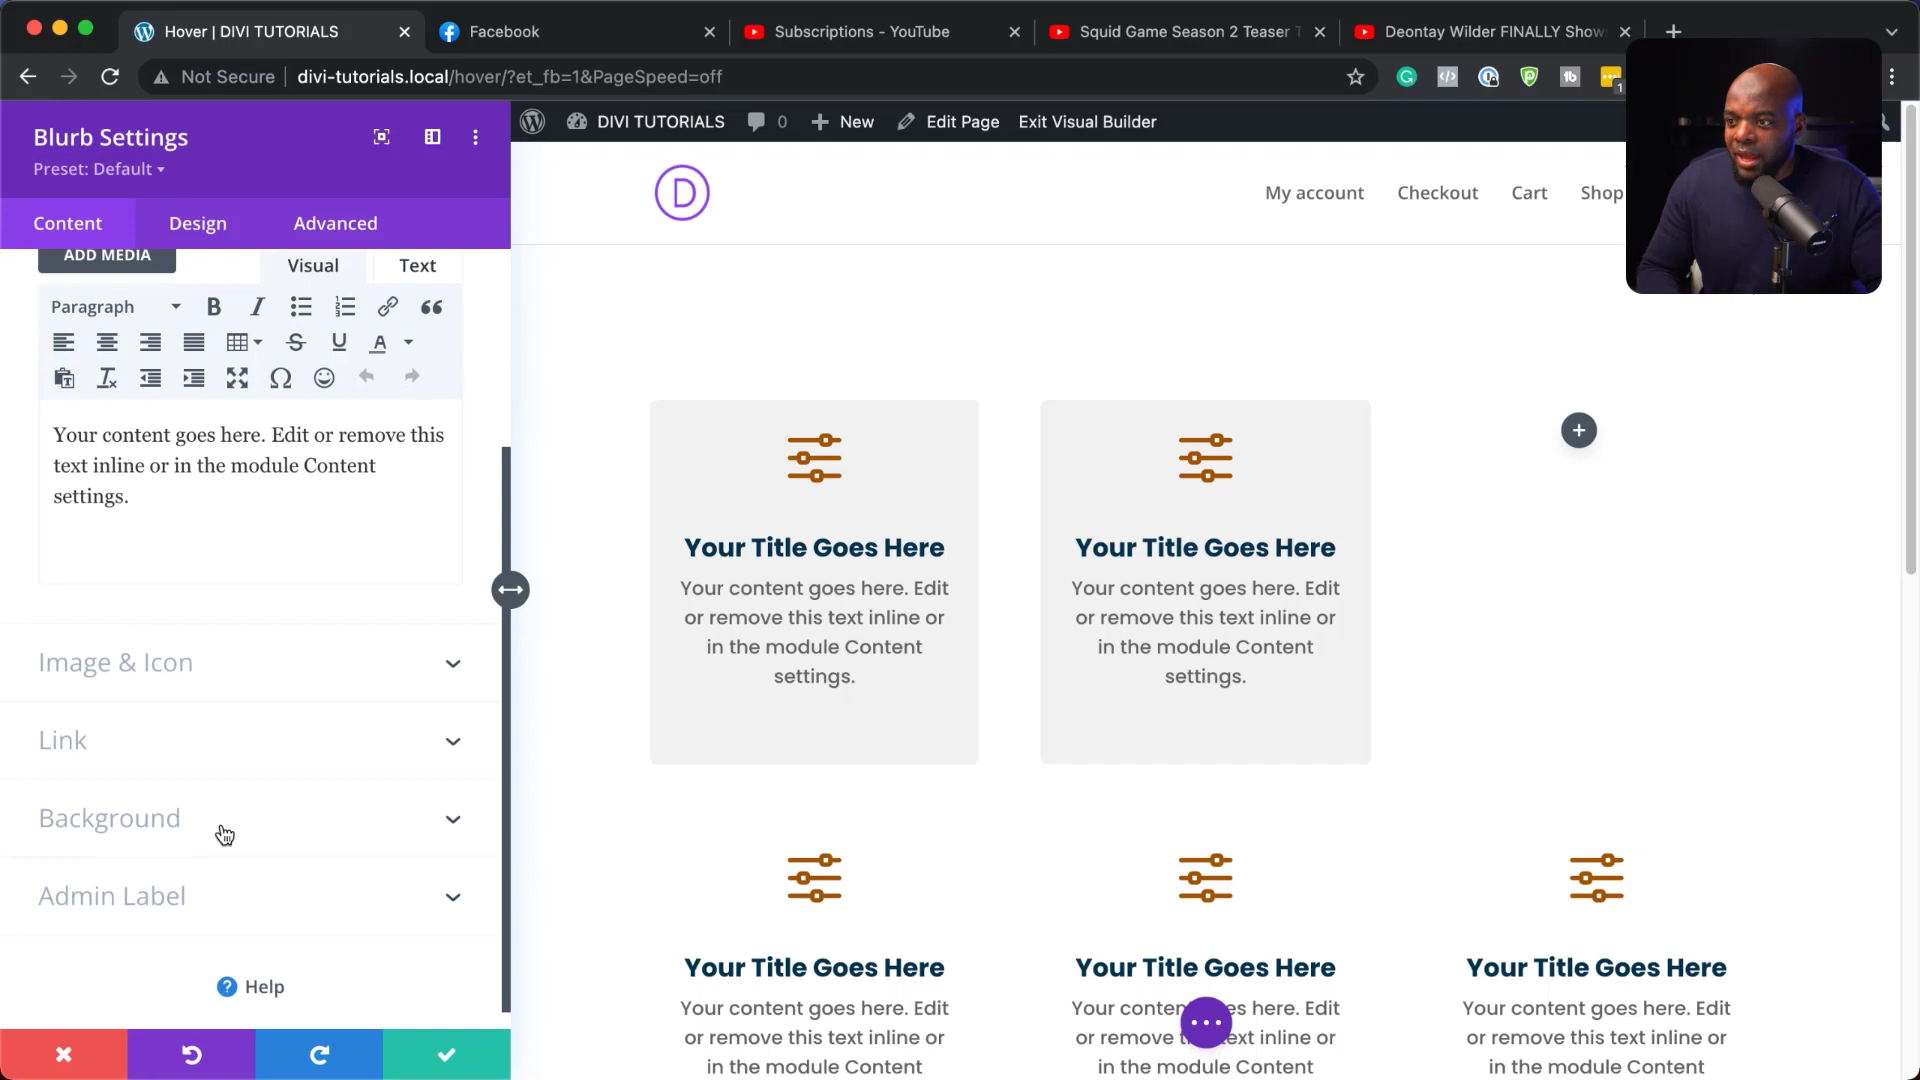 Hover | DIVI TUTORIALS
Facebook
Subscriptions - YouTube
Squid Game Season 2 Teaser
Deontay Wilder FINALLY Show
Not Secure
divi-tutorials.local/hover/?et_fb=1&PageSpeed=off
1
Blurb Settings
Preset: Default
DIVI TUTORIALS
0
New
Edit Page
Exit Visual Builder
Content
Design
Advanced
D
My account
Checkout
Cart
Shop
ADD MEDIA
Visual
Text
Paragraph
B
I
S
U
A
Your content goes here. Edit or remove this
text inline or in the module Content
settings.
Image & Icon
Link
Background
Admin Label
? Help
Your Title Goes Here
Your content goes here. Edit
or remove this text inline or
in the module Content
settings.
Your Title Goes Here
Your content goes here. Edit
or remove this text inline or
in the module Content
settings.
Your Title Goes Here
Your content goes here. Edit
or remove this text inline or
in the module Content
Your Title Goes Here
Your content goes here. Edit
or remove this text inline or
in the module Content
Your Title Goes Here
Your content goes here. Edit
or remove this text inline or
in the module Content